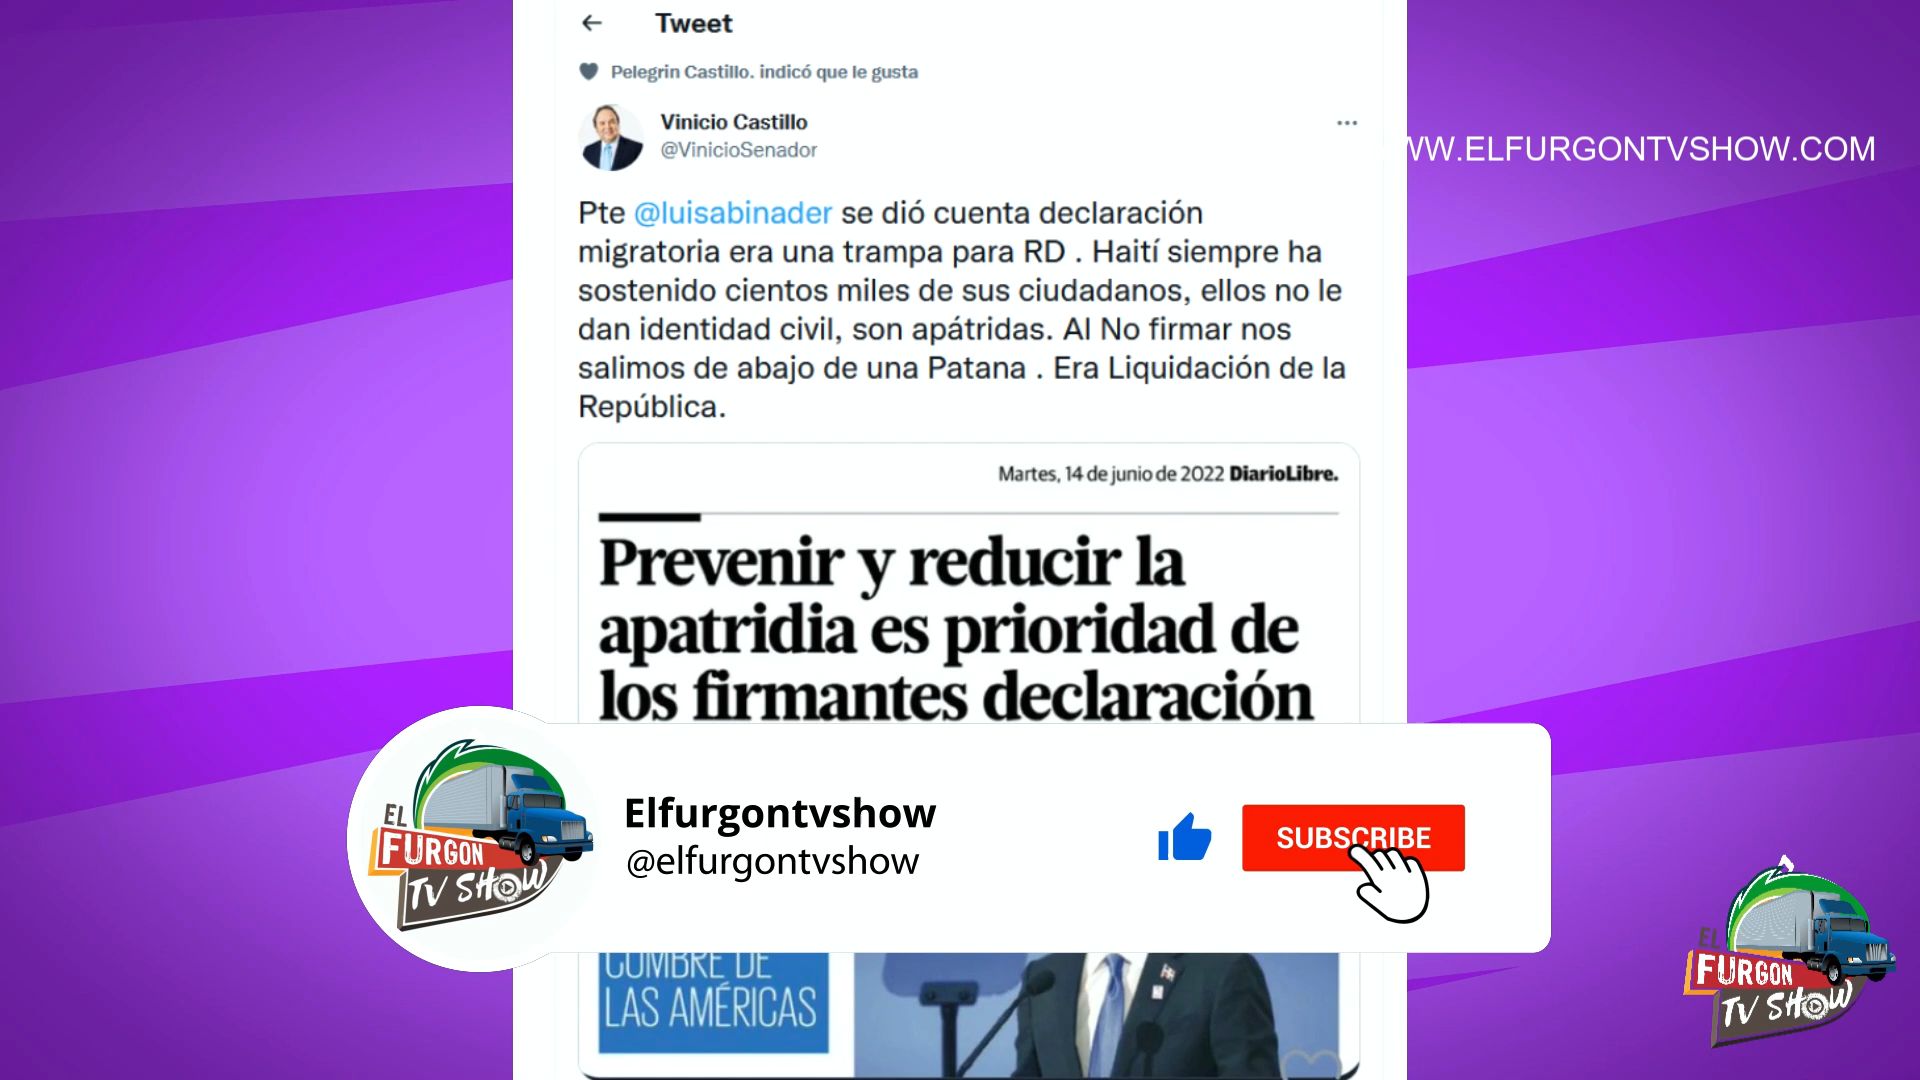 Tweet
Pelegrin Castillo. indicó que le gusta
Vinicio Castillo
@VinicioSenador
WW.ELFURGONTVSHOW.COM
Pte @luisabinader se dió cuenta declaración
migratoria era una trampa para RD . Haití siempre ha
sostenido cientos miles de sus ciudadanos, ellos no le
dan identidad civil, son apátridas. Al No firmar nos
salimos de abajo de una Patana . Era Liquidación de la
República.
Martes, 14 de junio de 2022 DiarioLibre.
Prevenir y reducir la
apatridia es prioridad de
los firmantes declaración
EL
FURGON
TV SHOW
Elfurgontvshow
@elfurgontvshow
SUBSCRIBE
CUMBRE DE
LAS AMÉRICAS
EL
FURGON
TV SHOW